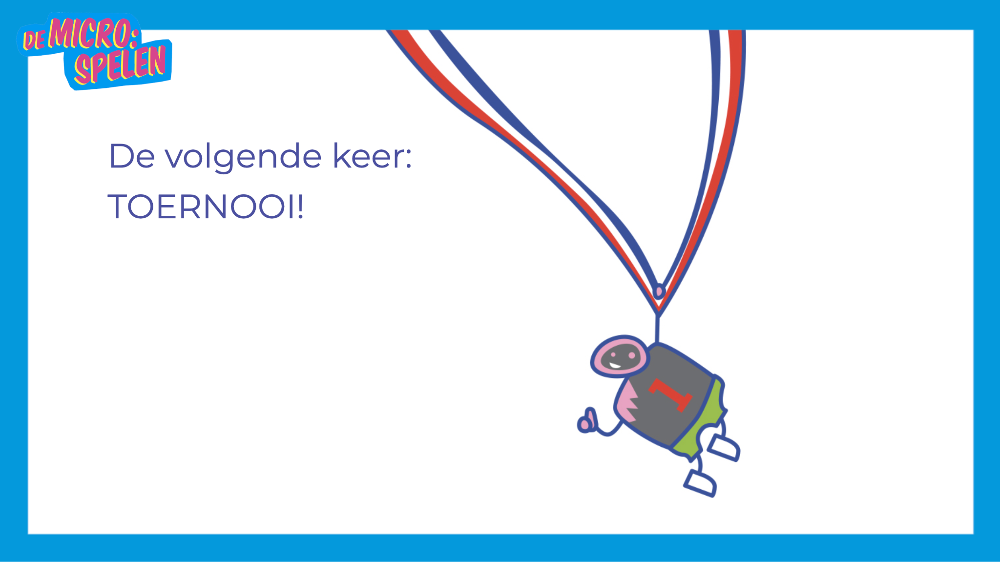 DE MICRO:
SPELEN
De volgende keer:
TOERNOOI!
1